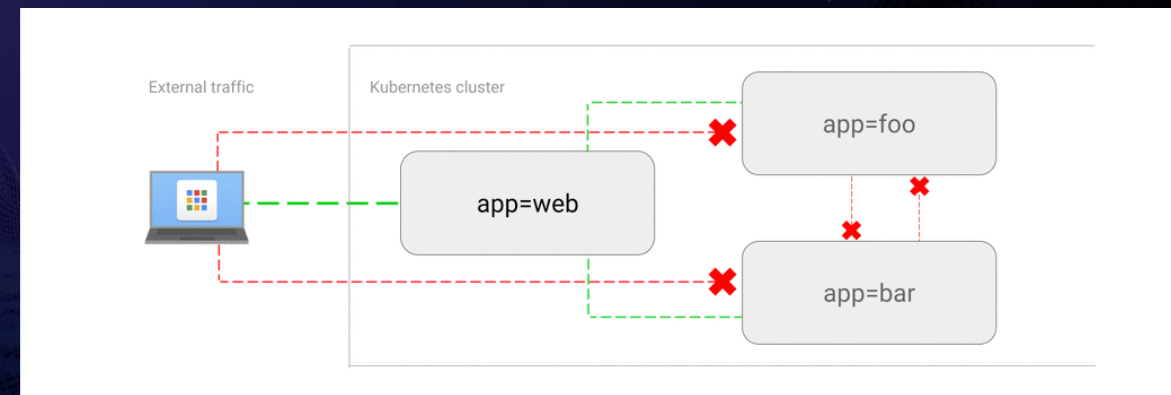 External traffic
Kubernetes cluster
app=foo
app=web
app=bar